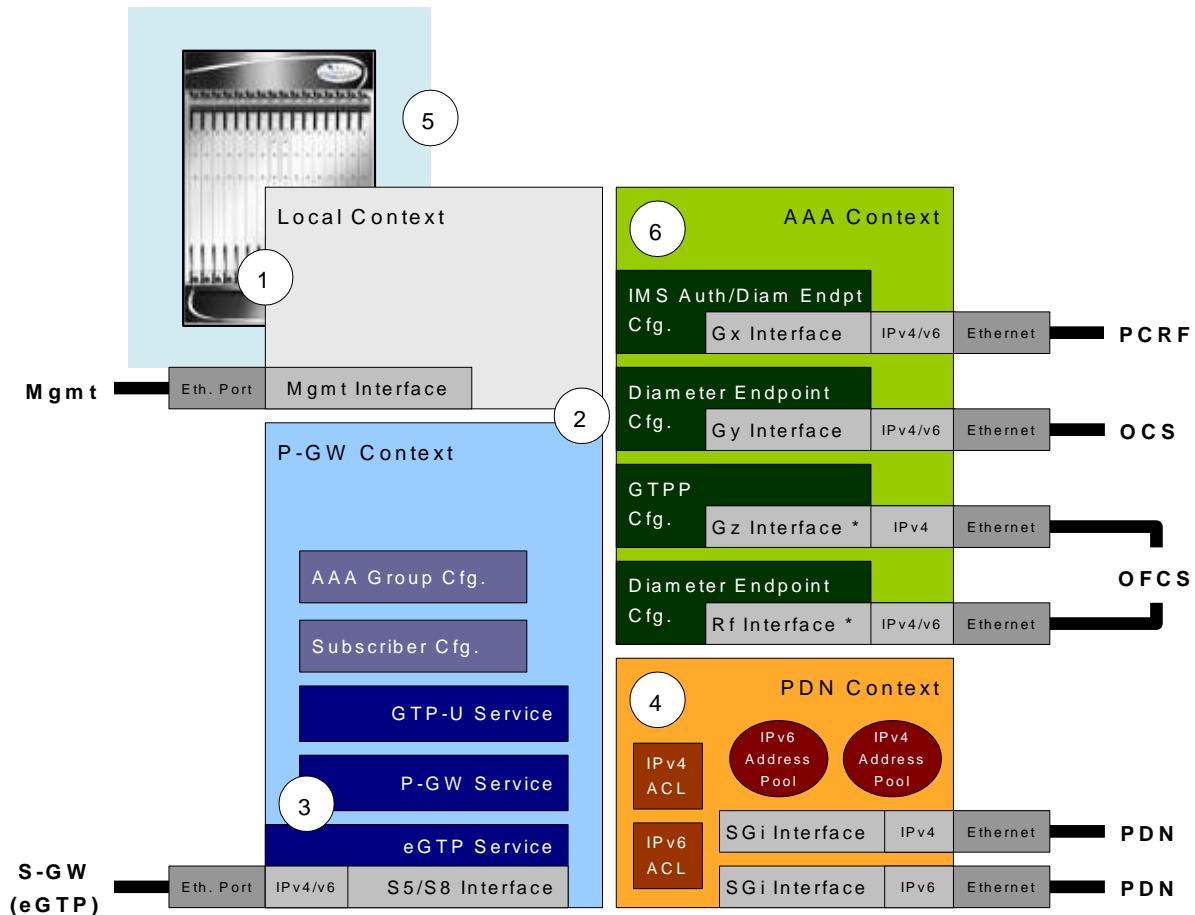 5
Local Context
1
Mgmt
Eth. Port
Mgmt Interface
2
P-GW Context
AAA Group Cfg.
Subscriber Cfg.
GTP-U Service
P-GW Service
3
eGTP Service
S-GW
(eGTP)
Eth. Port
IPv4/v6
S5/S8 Interface
AAA Context
6
IMS Auth/Diam Endpt
Cfg.
Gx Interface
IPv4/v6
Ethernet
PCRF
Diameter Endpoint
Cfg.
Gy Interface
IPv4/v6
Ethernet
OCS
GTPP
Cfg.
Gz Interface *
IPv4
Ethernet
OFCS
Diameter Endpoint
Cfg.
Rf Interface *
IPv4/v6
Ethernet
PDN Context
4
IPv6
Address
Pool
IPv4
Address
Pool
IPv4
ACL
IPv6
ACL
SGi Interface
IPv4
Ethernet
PDN
SGi Interface
IPv6
Ethernet
PDN